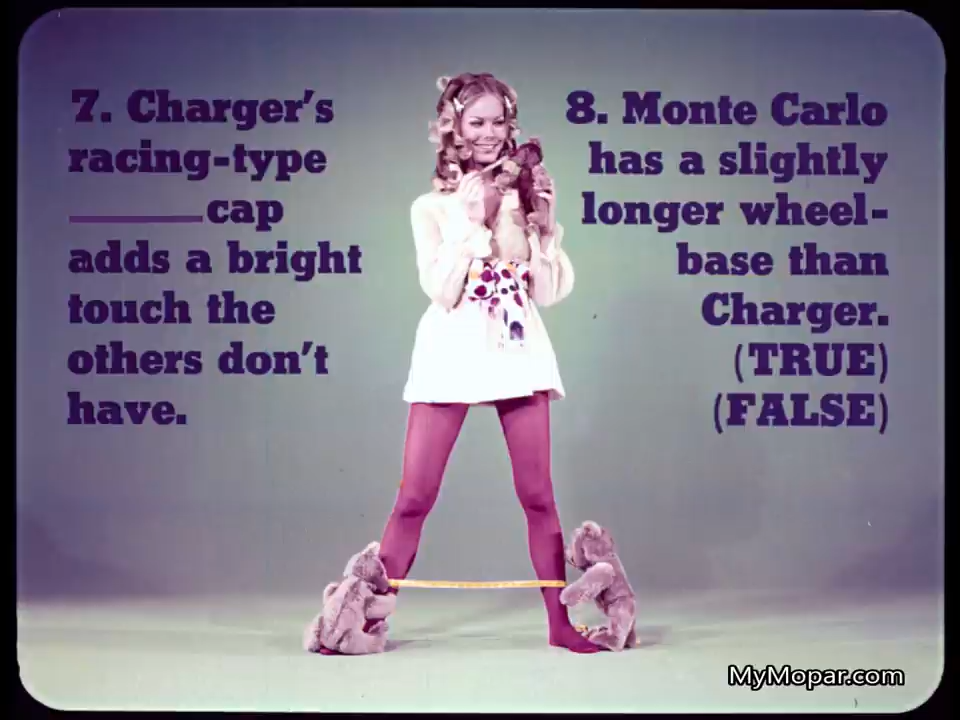 7. Charger's
racing-type
______cap
adds a bright
touch the
others don't
have.
8. Monte Carlo
has a slightly
longer wheel-
base than
Charger.
(TRUE)
(FALSE)
MyMopar.com